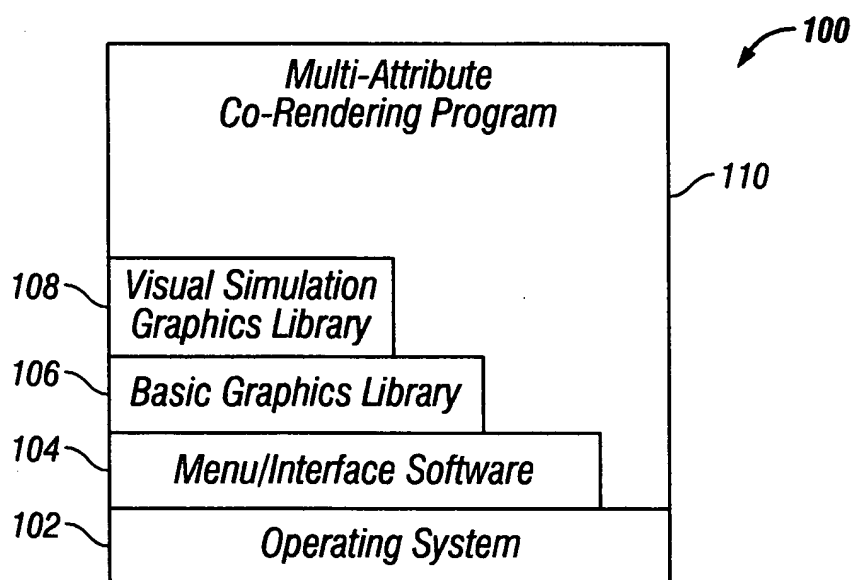 100
Multi-Attribute
Co-Rendering Program
110
108
Visual Simulation
Graphics Library
106
Basic Graphics Library
104
Menu/Interface Software
102
Operating System